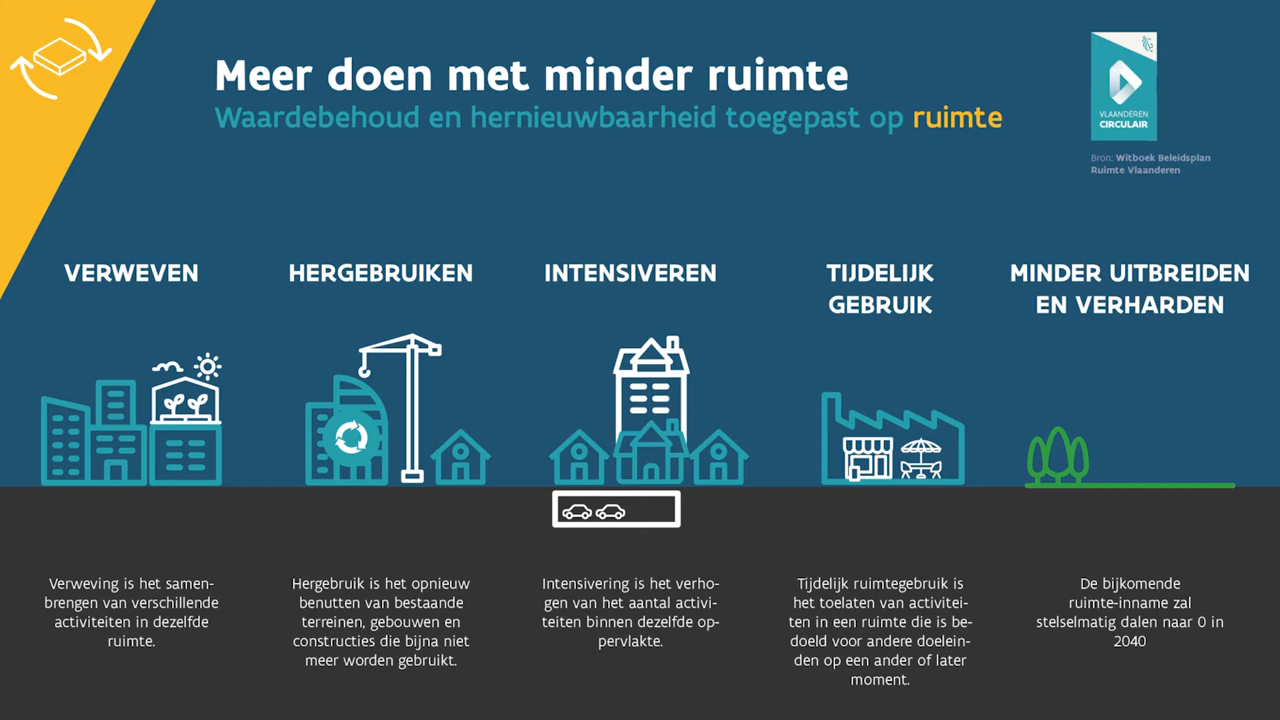 Meer doen met minder ruimte
Waardebehoud en hernieuwbaarheid toegepast op ruimte
VLAANDEREN
CIRCULAIR
Bron: Witboek Beleidsplan
Ruimte Vlaanderen
VERWEVEN
HERGEBRUIKEN
INTENSIVEREN
TIJDELIJK
GEBRUIK
MINDER UITBREIDEN
EN VERHARDEN
Verweving is het samen-
brengen van verschillende
activiteiten in dezelfde
ruimte.
Hergebruik is het opnieuw
benutten van bestaande
terreinen, gebouwen en
constructies die bijna niet
meer worden gebruikt.
Intensivering is het verho-
gen van het aantal activi-
teiten binnen dezelfde op-
pervlakte.
Tijdelijk ruimtegebruik is
het toelaten van activitei-
ten in een ruimte die is be-
doeld voor andere doelein-
den op een ander of later
moment.
De bijkomende
ruimte-inname zal
stelselmatig dalen naar 0 in
2040